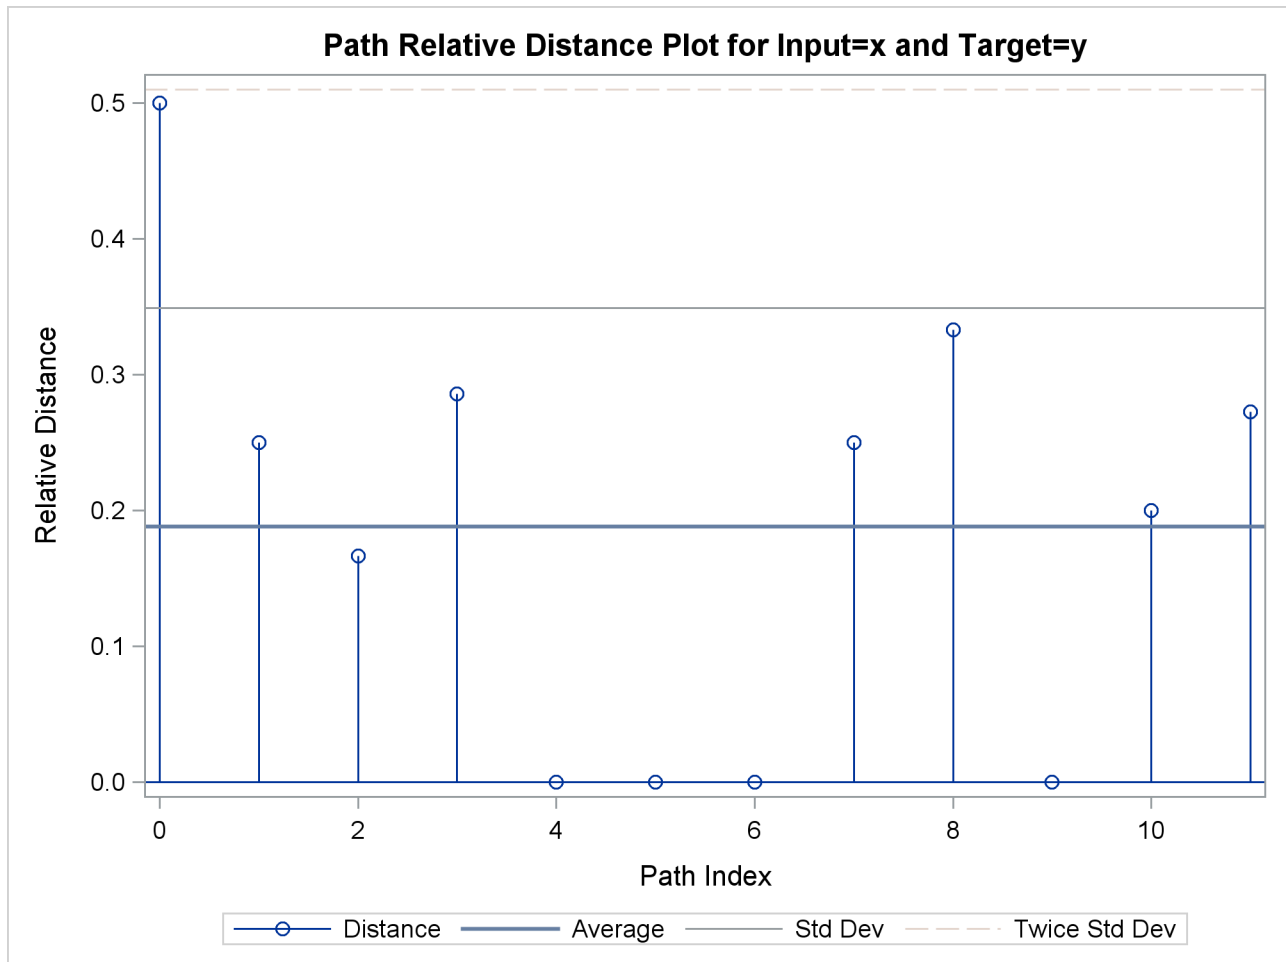 Path Relative Distance Plot for Input=x and Target=y
0.5
0.4
0.3
0.2
0.1
0.0
Relative Distance
0 2 4 6 8 10
Path Index
Distance Average Std Dev Twice Std Dev